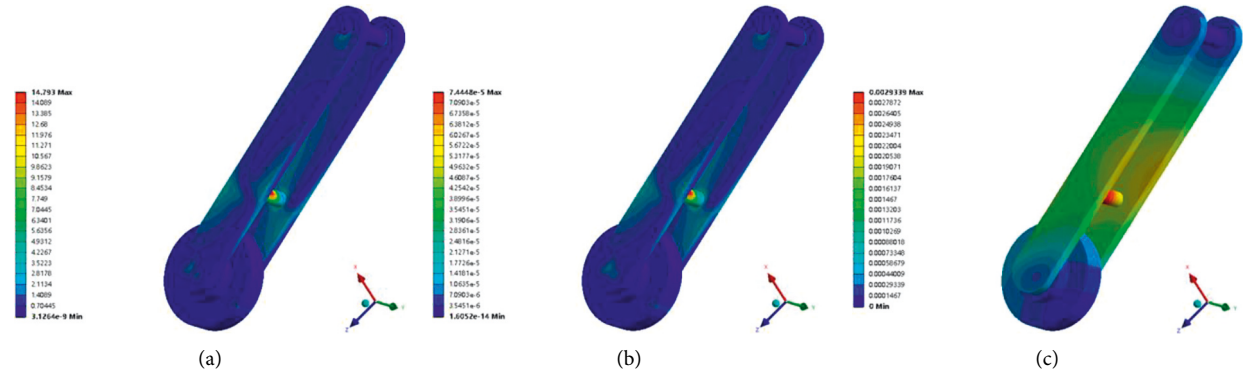 14.793 Max
14.089
13.385
12.68
11.976
11.271
10.567
9.8623
9.1579
8.4534
7.749
7.0445
6.3401
5.6356
4.9312
4.2267
3.5223
2.8178
2.1134
1.4089
0.70445
3.1264e-9 Min
X
Y
Z
(a)
7.4448e-5 Max
7.0903e-5
6.7358e-5
6.3812e-5
6.0267e-5
5.6722e-5
5.3177e-5
4.9632e-5
4.6087e-5
4.2542e-5
3.8996e-5
3.5451e-5
3.1906e-5
2.8361e-5
2.4816e-5
2.1271e-5
1.7726e-5
1.4181e-5
1.0635e-5
7.0903e-6
3.5451e-6
1.6052e-14 Min
X
Y
Z
(b)
0.0029339 Max
0.0027872
0.0026405
0.0024938
0.0023471
0.0022004
0.0020538
0.0019071
0.0017604
0.0016137
0.001467
0.0013203
0.0011736
0.0010269
0.00088018
0.00073348
0.00058679
0.00044009
0.00029339
0.0001467
0 Min
X
Y
Z
(c)